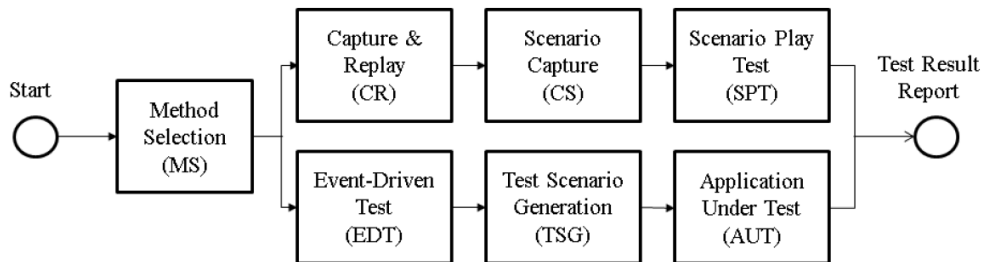 Start
Method
Selection
(MS)
Capture &
Replay
(CR)
Scenario
Capture
(CS)
Scenario Play
Test
(SPT)
Event-Driven
Test
(EDT)
Test Scenario
Generation
(TSG)
Application
Under Test
(AUT)
Test Result
Report